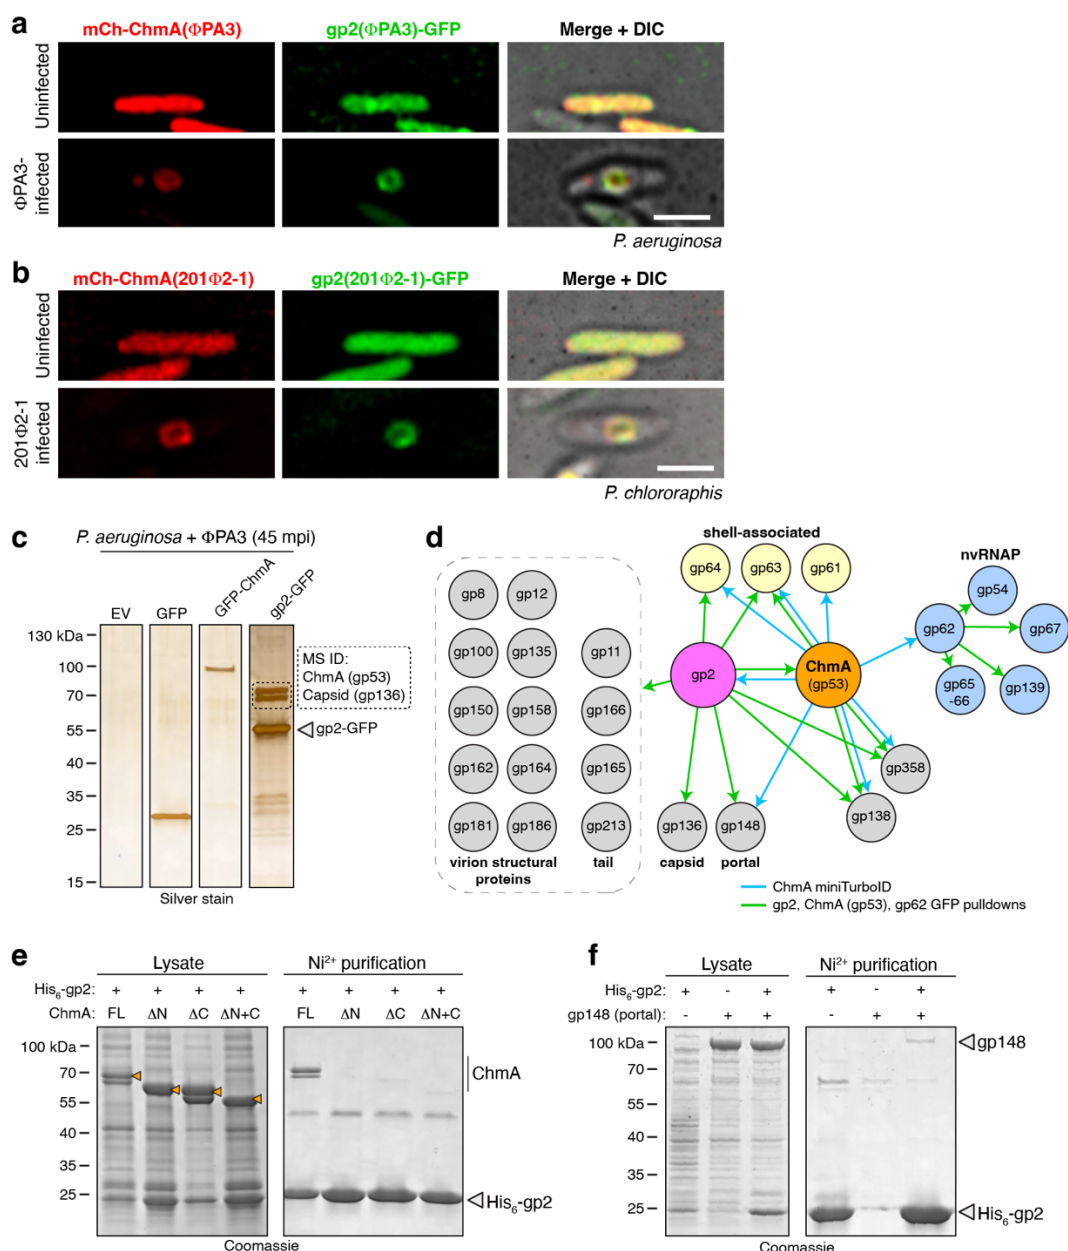 a
mCh-ChmA(ΦPA3)
gp2(ΦPA3)-GFP
Merge + DIC
Uninfected
ΦPA3-
infected
P. aeruginosa
b
mCh-ChmA(201Φ2-1)
gp2(201Φ2-1)-GFP
Merge + DIC
Uninfected
201Φ2-1
infected
P. chlororaphis
c
P. aeruginosa + ΦPA3 (45 mpi)
EV
GFP
GFP-ChmA
gp2-GFP
130 kDa
100
70
55
40
35
25
15
MS ID:
ChmA (gp53)
Capsid (gp136)
gp2-GFP
Silver stain
d
shell-associated
gp64
gp63
gp61
nvRNAP
gp54
gp62
gp67
gp65
-66
gp139
gp8
gp12
gp100
gp135
gp11
gp150
gp158
gp166
gp162
gp164
gp165
gp181
gp186
gp213
virion structural
proteins
tail
gp2
ChmA
(gp53)
gp358
gp138
gp136
gp148
capsid
portal
ChmA miniTurboID
gp2, ChmA (gp53), gp62 GFP pulldowns
e
Lysate
Ni²⁺ purification
His₆-gp2: + + + + + + + +
ChmA: FL ΔN ΔC ΔN+C FL ΔN ΔC ΔN+C
100 kDa
70
55
40
35
25
ChmA
His₆-gp2
Coomassie
f
Lysate
Ni²⁺ purification
His₆-gp2: + - + + - +
gp148 (portal): - + + - + +
100 kDa
70
55
40
35
25
gp148
His₆-gp2
Coomassie